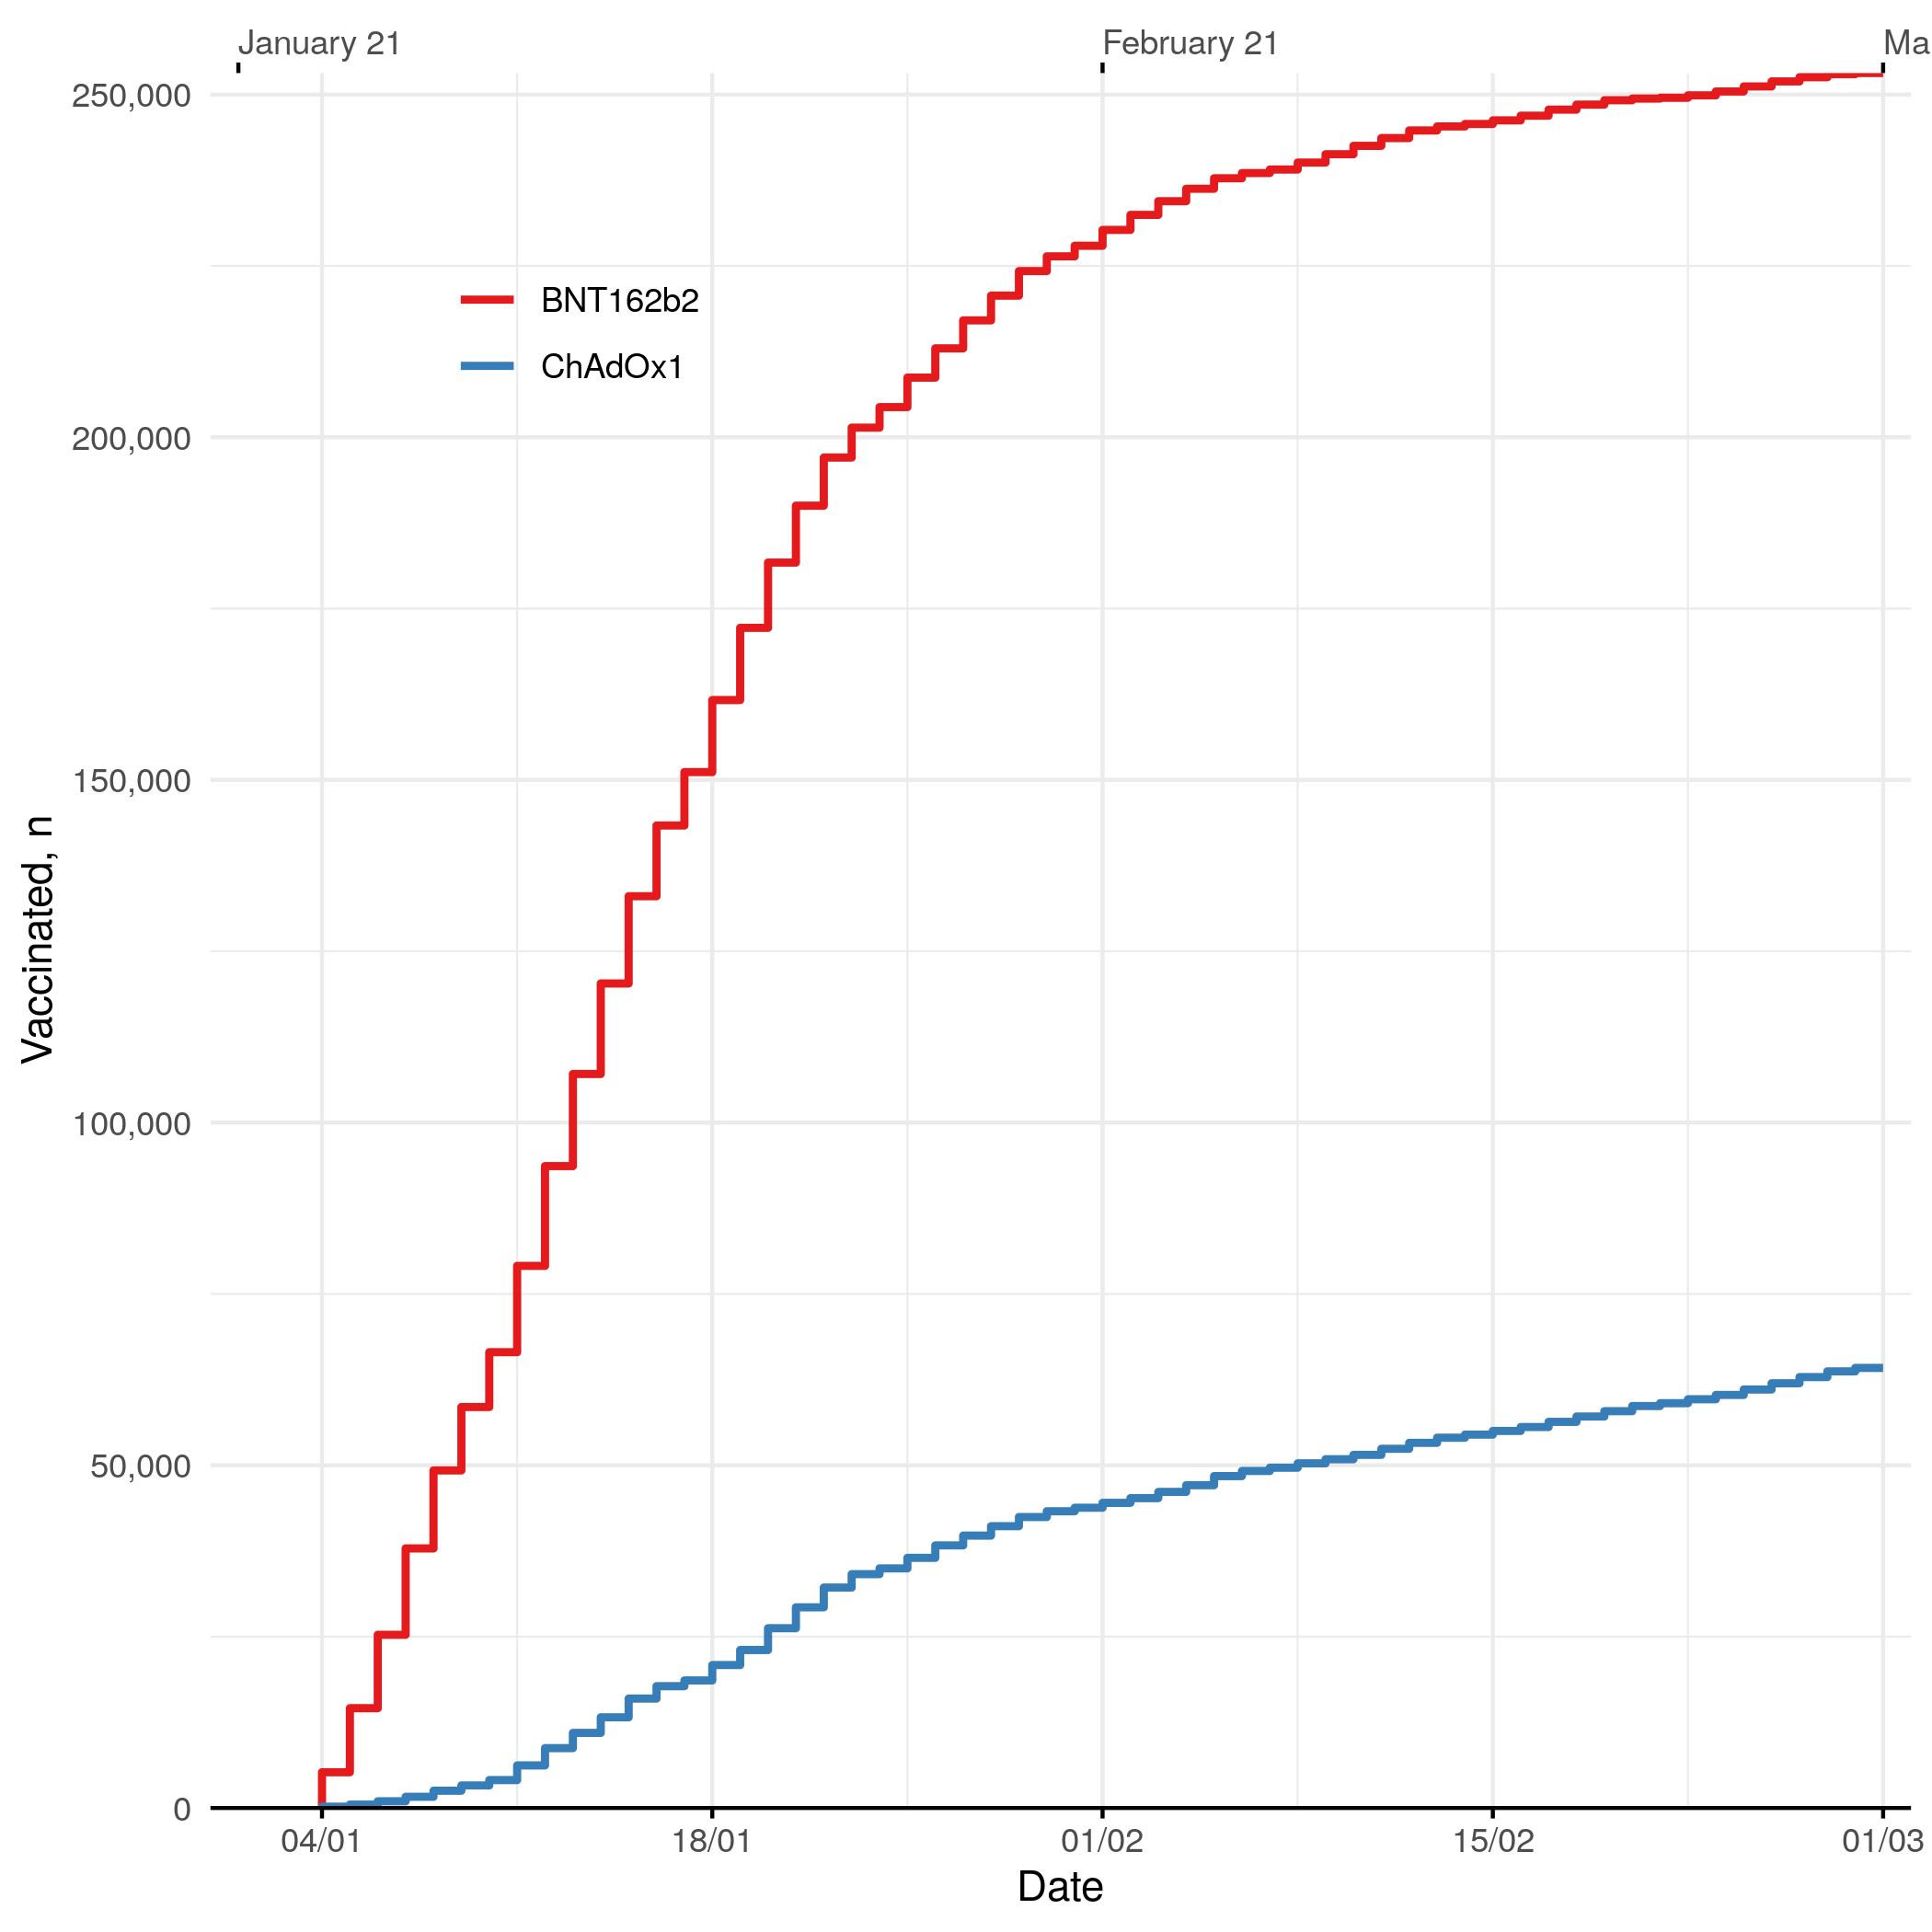 January 21
February 21
Ma
250,000
200,000
150,000
100,000
50,000
0
BNT162b2
ChAdOx1
Vaccinated, n
04/01
18/01
01/02
15/02
01/03
Date